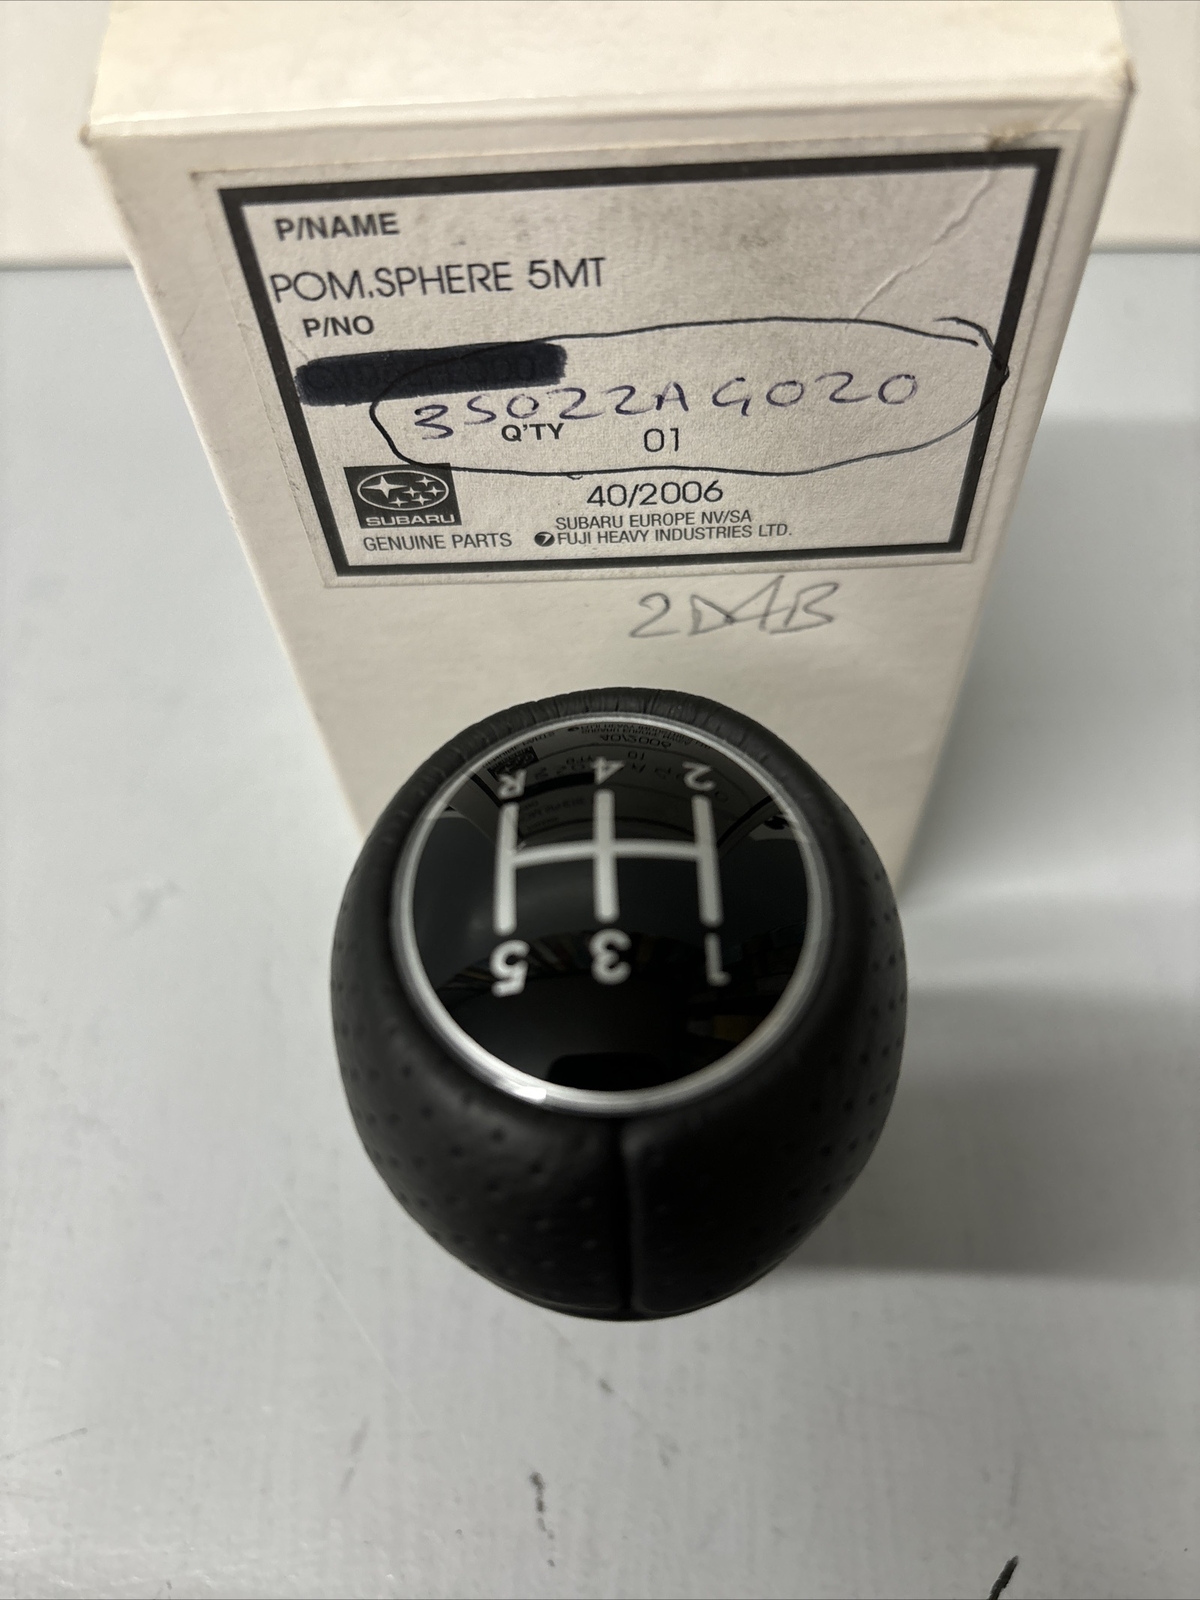 P/NAME
POM.SPHERE 5MT
P/NO
35022AG020
Q'TY 01
40/2006
SUBARU
SUBARU EUROPE NV/SA
GENUINE PARTS FUJI HEAVY INDUSTRIES LTD.
2D4B
R 4 2
5 3 1